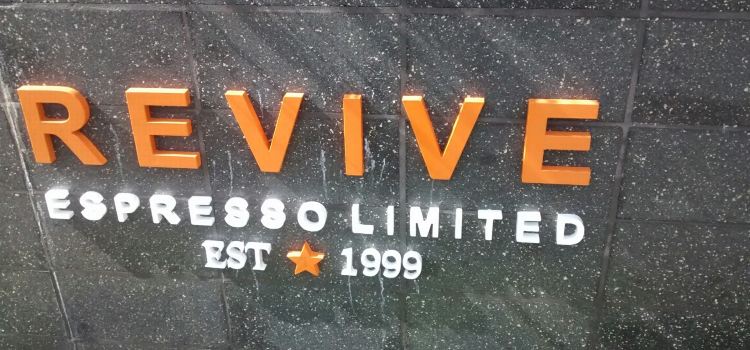 REVIVE
ESPRESSO LIMITED
EST ★ 1999